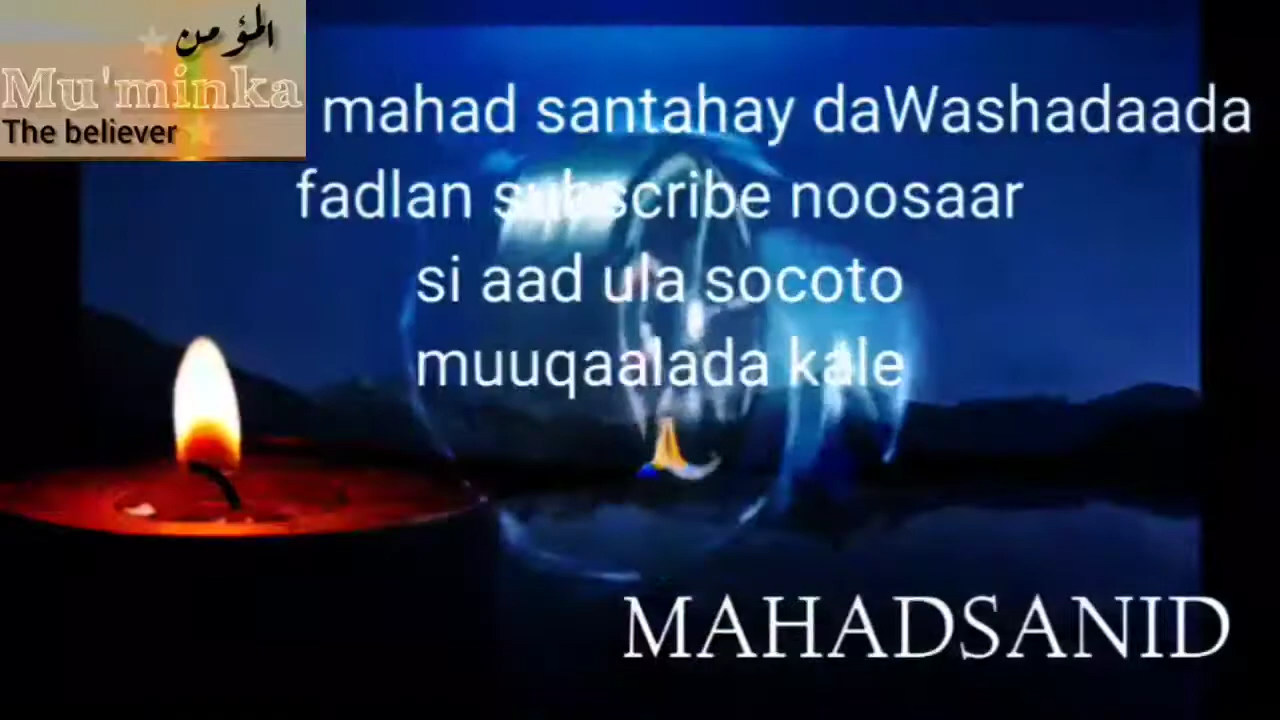 المؤمن
Mu'minka
The believer
mahad santahay daWashadaada
fadlan subscribe noosaar
si aad ula socoto
muuqaalada kale
MAHADSANID